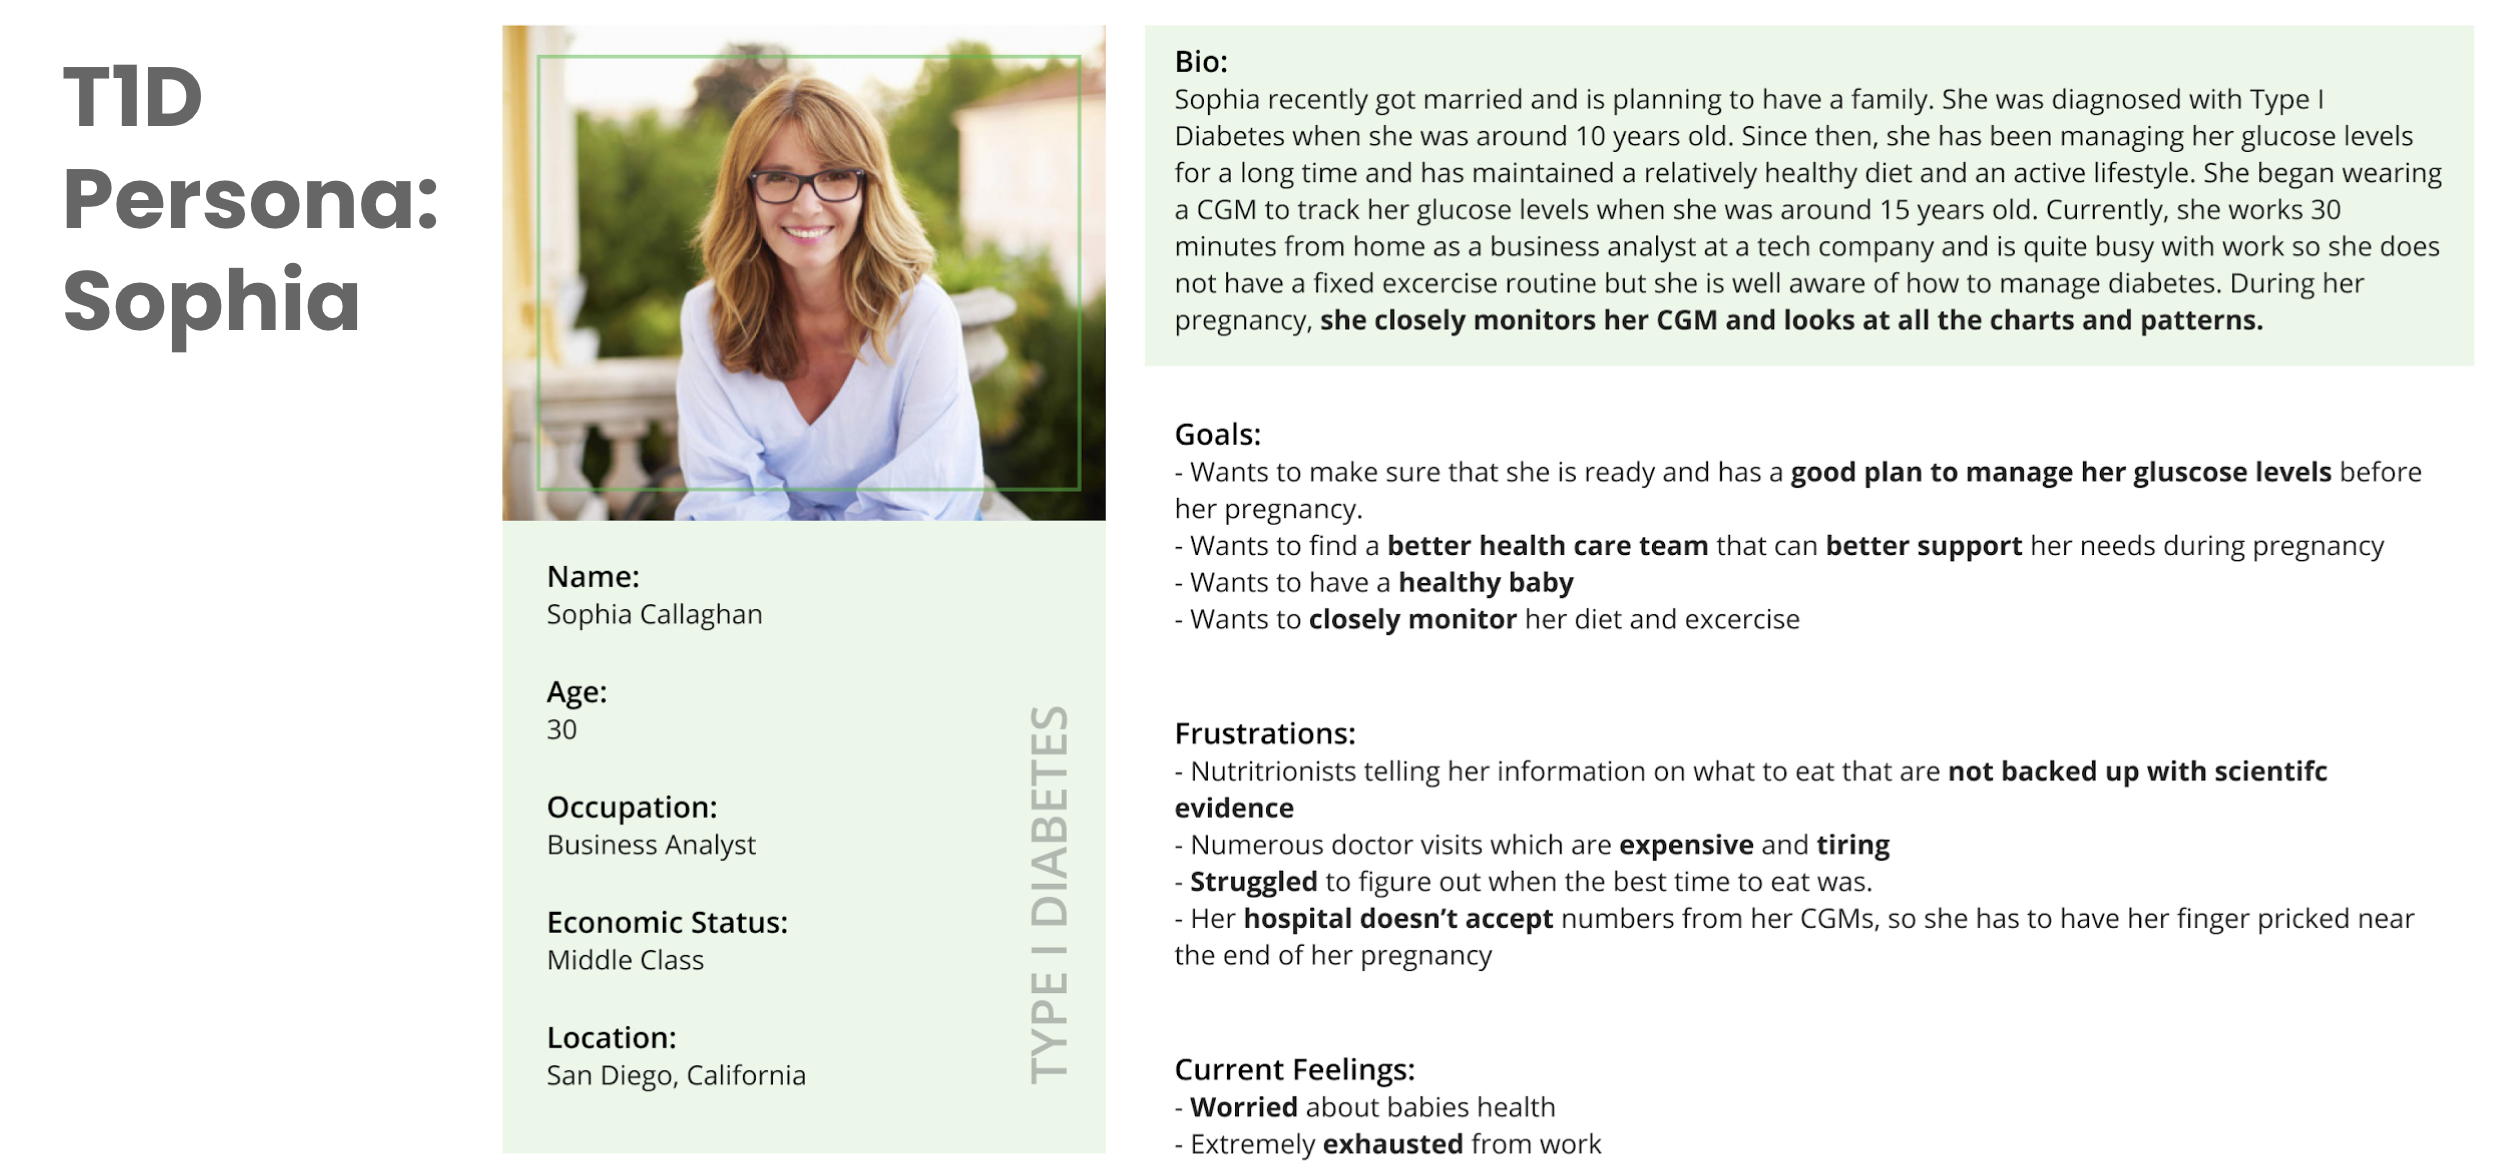 T1D
Persona:
Sophia
Name:
Sophia Callaghan
Age:
30
Occupation:
Business Analyst
Economic Status:
Middle Class
Location:
San Diego, California
TYPE I DIABETES
Bio:
Sophia recently got married and is planning to have a family. She was diagnosed with Type I
Diabetes when she was around 10 years old. Since then, she has been managing her glucose levels
for a long time and has maintained a relatively healthy diet and an active lifestyle. She began wearing
a CGM to track her glucose levels when she was around 15 years old. Currently, she works 30
minutes from home as a business analyst at a tech company and is quite busy with work so she does
not have a fixed excercise routine but she is well aware of how to manage diabetes. During her
pregnancy, she closely monitors her CGM and looks at all the charts and patterns.
Goals:
- Wants to make sure that she is ready and has a good plan to manage her gluscose levels before
her pregnancy.
- Wants to find a better health care team that can better support her needs during pregnancy
- Wants to have a healthy baby
- Wants to closely monitor her diet and excercise
Frustrations:
- Nutritrionists telling her information on what to eat that are not backed up with scientifc
evidence
- Numerous doctor visits which are expensive and tiring
- Struggled to figure out when the best time to eat was.
- Her hospital doesn’t accept numbers from her CGMs, so she has to have her finger pricked near
the end of her pregnancy
Current Feelings:
- Worried about babies health
- Extremely exhausted from work